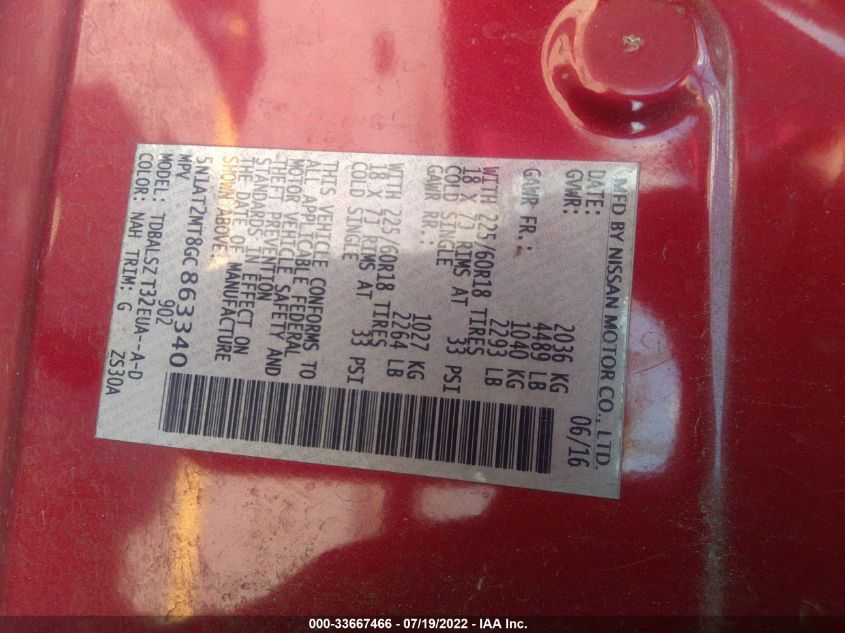 MFD BY NISSAN MOTOR CO., LTD.
DATE: 06/16
GVWR: 2036 KG
4489 LB
GAWR FR.: 1040 KG
2293 LB
WITH 225/60R18 TIRES
18 X 7J RIMS AT 33 PSI
COLD SINGLE
GAWR RR.: 1027 KG
2264 LB
WITH 225/60R18 TIRES
18 X 7J RIMS AT 33 PSI
COLD SINGLE
THIS VEHICLE CONFORMS TO
ALL APPLICABLE FEDERAL
MOTOR VEHICLE SAFETY AND
THEFT PREVENTION
STANDARDS IN EFFECT ON
THE DATE OF MANUFACTURE
SHOWN ABOVE.
5N1AT2MT8GC863340
MPV 902
MODEL: TDBALSZ T32EUA--A-D
COLOR: NAH TRIM: G ZS30A
000-33667466 - 07/19/2022 - IAA Inc.